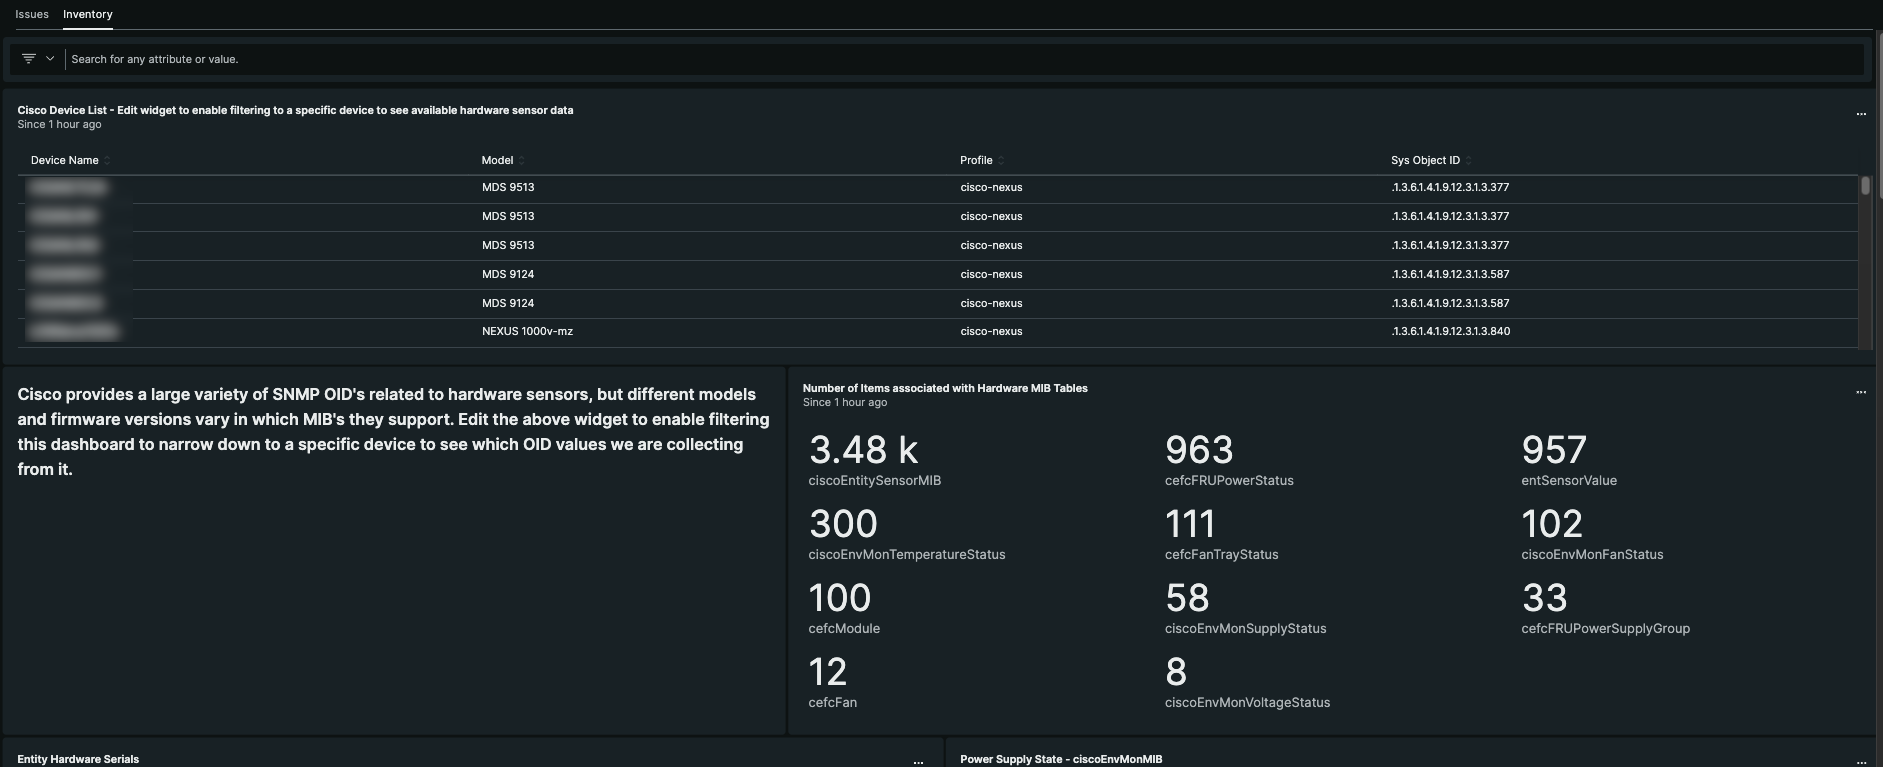 Issues Inventory
Search for any attribute or value.
Cisco Device List - Edit widget to enable filtering to a specific device to see available hardware sensor data
...
Since 1 hour ago
Device Name Model Profile Sys Object ID
MDS 9513 cisco-nexus .1.3.6.1.4.1.9.12.3.1.3.377
MDS 9513 cisco-nexus .1.3.6.1.4.1.9.12.3.1.3.377
MDS 9513 cisco-nexus .1.3.6.1.4.1.9.12.3.1.3.377
MDS 9124 cisco-nexus .1.3.6.1.4.1.9.12.3.1.3.587
MDS 9124 cisco-nexus .1.3.6.1.4.1.9.12.3.1.3.587
NEXUS 1000v-mz cisco-nexus .1.3.6.1.4.1.9.12.3.1.3.840
Cisco provides a large variety of SNMP OID's related to hardware sensors, but different models
and firmware versions vary in which MIB's they support. Edit the above widget to enable filtering
this dashboard to narrow down to a specific device to see which OID values we are collecting
from it.
Number of Items associated with Hardware MIB Tables
...
Since 1 hour ago
3.48 k 963 957
ciscoEntitySensorMIB cefcFRUPowerStatus entSensorValue
300 111 102
ciscoEnvMonTemperatureStatus cefcFanTrayStatus ciscoEnvMonFanStatus
100 58 33
cefcModule ciscoEnvMonSupplyStatus cefcFRUPowerSupplyGroup
12 8
cefcFan ciscoEnvMonVoltageStatus
Entity Hardware Serials ...
Power Supply State - ciscoEnvMonMIB ...